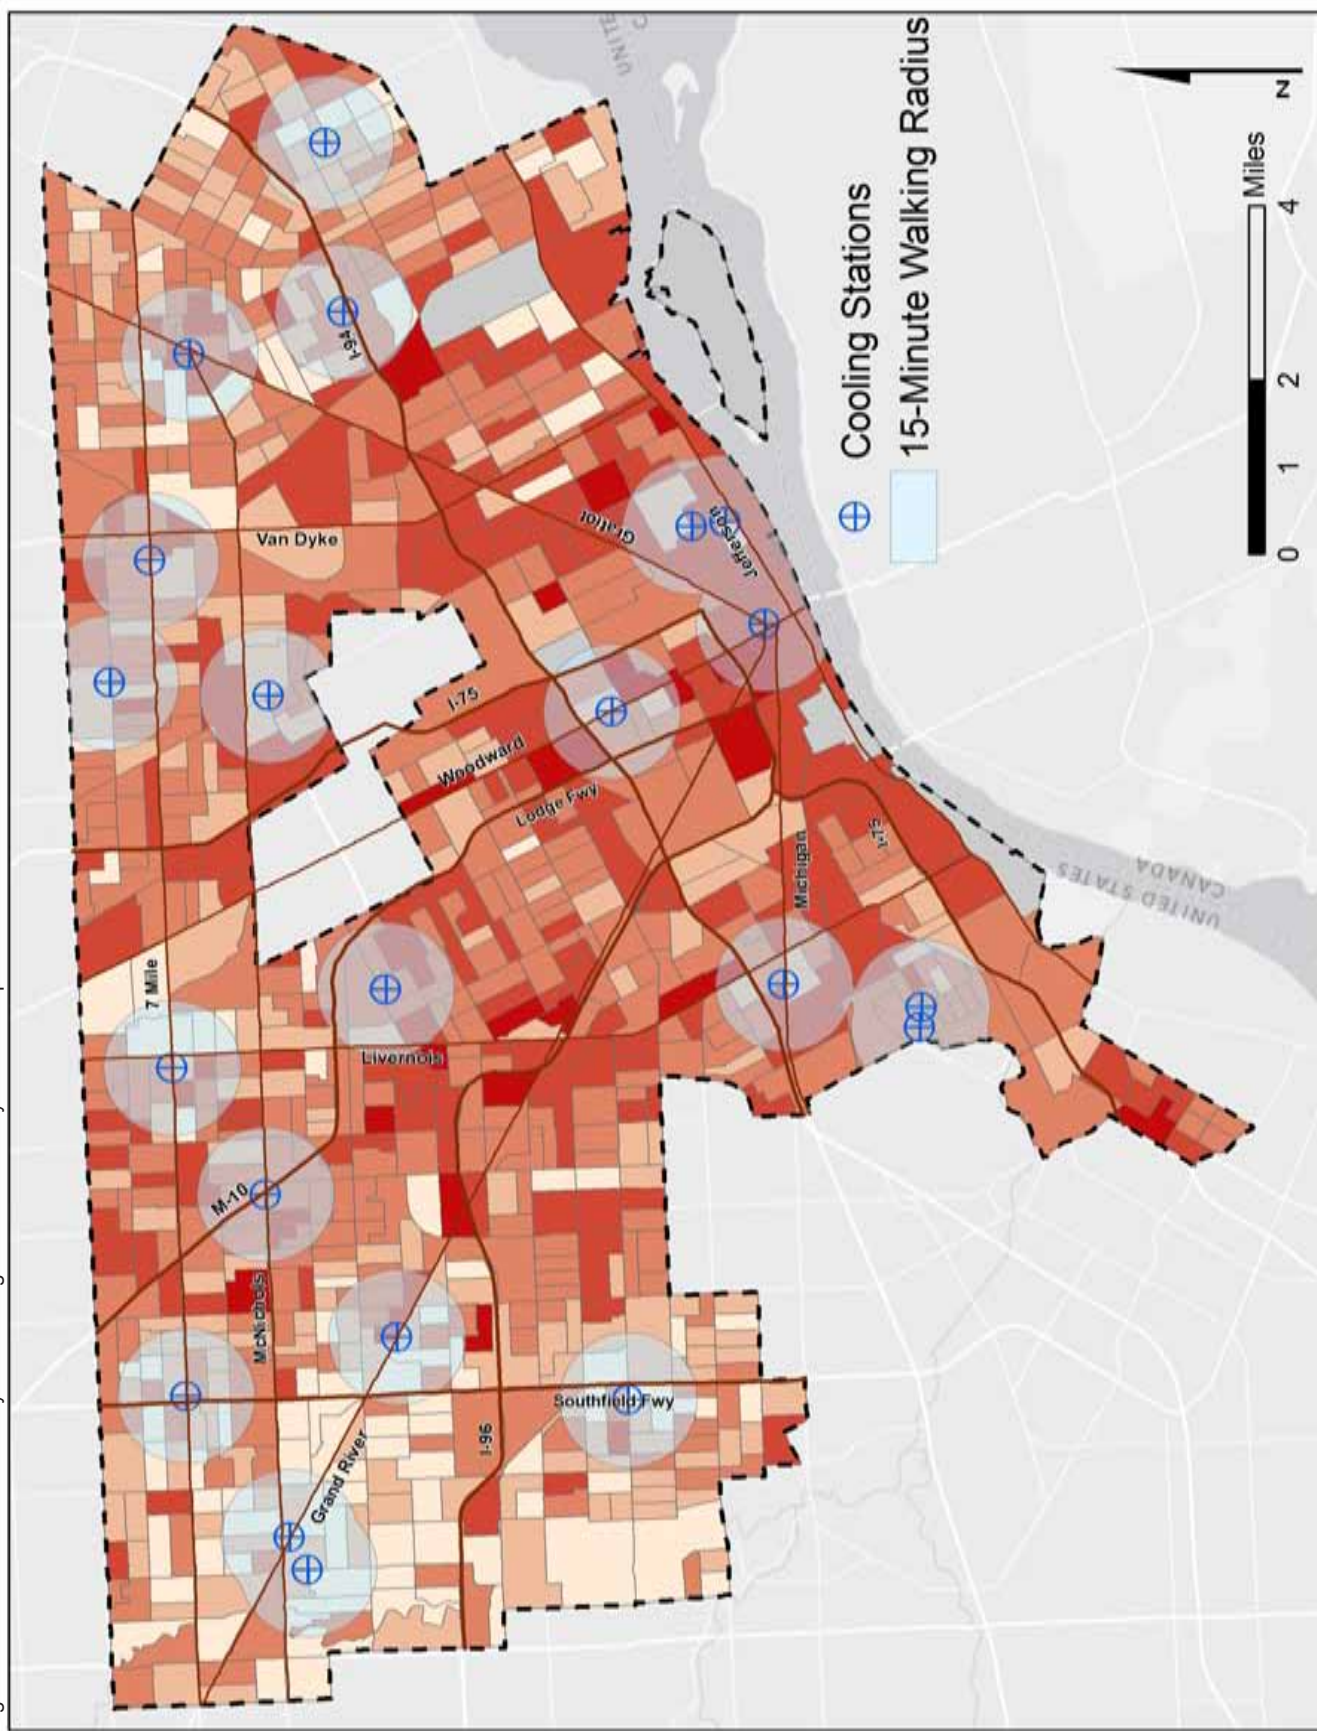 UNITE
C
Van Dyke
I-94
Gratiot
Jefferson
I-75
Woodward
Lodge Fwy
Michigan
I-75
7 Mile
Livernois
M-10
McNichols
Grand River
I-96
Southfield Fwy
UNITED STATES
CANADA
Cooling Stations
15-Minute Walking Radius
N
0 1 2 4
Miles